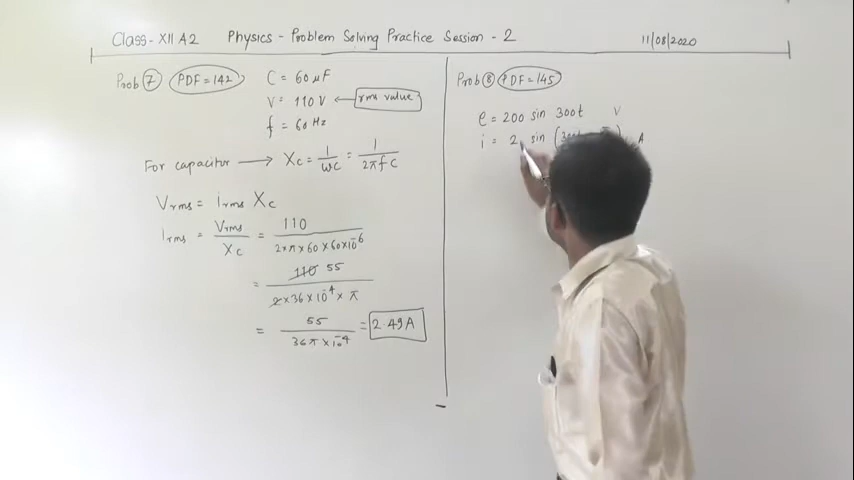 Class - XII A2 Physics - Problem Solving Practice Session - 2 11/08/2020
Prob 7 PDF = 142
C = 60 μF
V = 110 V ← rms value
f = 60 Hz
For capacitor → Xc = 1/ωC = 1/2πfC
Vrms = irms Xc
irms = Vrms/Xc = 110/2×π×60×60×10⁻⁶
= 110 55/2×36×10⁻⁴×π
= 55/36π×10⁻⁴ = 2.49A
Prob 8 PDF = 145
e = 200 sin 300t V
i = 2 sin (300t A